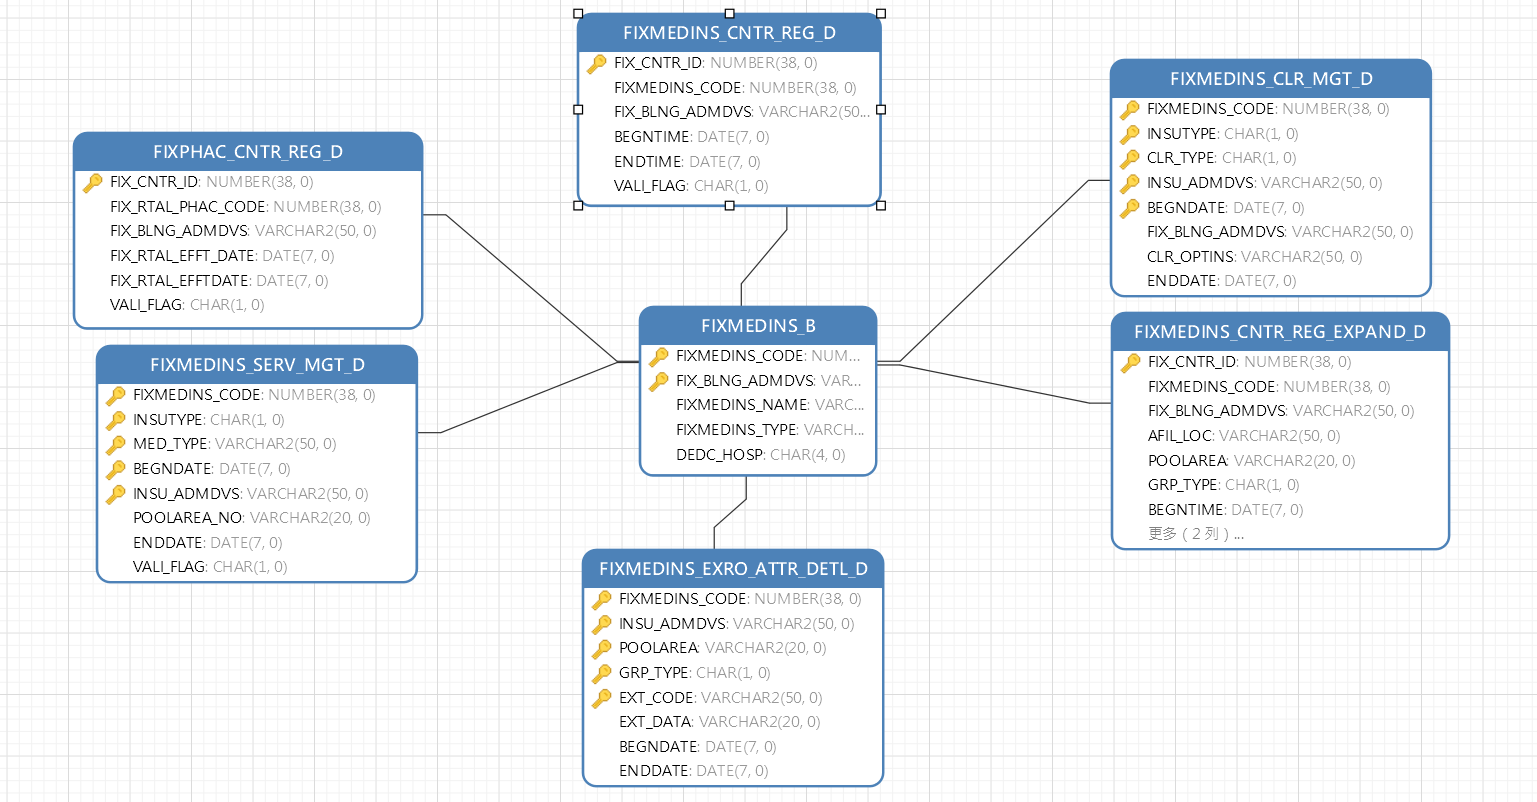 FIXMEDINS_CNTR_REG_D
FIX_CNTR_ID: NUMBER(38, 0)
FIXMEDINS_CODE: NUMBER(38, 0)
FIX_BLNG_ADMDVS: VARCHAR2(50...
BEGNTIME: DATE(7, 0)
ENDTIME: DATE(7, 0)
VALI_FLAG: CHAR(1, 0)
FIXMEDINS_CLR_MGT_D
FIXMEDINS_CODE: NUMBER(38, 0)
INSUTYPE: CHAR(1, 0)
CLR_TYPE: CHAR(1, 0)
INSU_ADMDVS: VARCHAR2(50, 0)
BEGNDATE: DATE(7, 0)
FIX_BLNG_ADMDVS: VARCHAR2(50, 0)
CLR_OPTINS: VARCHAR2(50, 0)
ENDDATE: DATE(7, 0)
FIXPHAC_CNTR_REG_D
FIX_CNTR_ID: NUMBER(38, 0)
FIX_RTAL_PHAC_CODE: NUMBER(38, 0)
FIX_BLNG_ADMDVS: VARCHAR2(50, 0)
FIX_RTAL_EFFT_DATE: DATE(7, 0)
FIX_RTAL_EFFTDATE: DATE(7, 0)
VALI_FLAG: CHAR(1, 0)
FIXMEDINS_B
FIXMEDINS_CODE: NUM...
FIX_BLNG_ADMDVS: VAR...
FIXMEDINS_NAME: VARC...
FIXMEDINS_TYPE: VARCH...
DEDC_HOSP: CHAR(4, 0)
FIXMEDINS_CNTR_REG_EXPAND_D
FIX_CNTR_ID: NUMBER(38, 0)
FIXMEDINS_CODE: NUMBER(38, 0)
FIX_BLNG_ADMDVS: VARCHAR2(50, 0)
AFIL_LOC: VARCHAR2(50, 0)
POOLAREA: VARCHAR2(20, 0)
GRP_TYPE: CHAR(1, 0)
BEGNTIME: DATE(7, 0)
更多（2 列）...
FIXMEDINS_SERV_MGT_D
FIXMEDINS_CODE: NUMBER(38, 0)
INSUTYPE: CHAR(1, 0)
MED_TYPE: VARCHAR2(50, 0)
BEGNDATE: DATE(7, 0)
INSU_ADMDVS: VARCHAR2(50, 0)
POOLAREA_NO: VARCHAR2(20, 0)
ENDDATE: DATE(7, 0)
VALI_FLAG: CHAR(1, 0)
FIXMEDINS_EXRO_ATTR_DETL_D
FIXMEDINS_CODE: NUMBER(38, 0)
INSU_ADMDVS: VARCHAR2(50, 0)
POOLAREA: VARCHAR2(20, 0)
GRP_TYPE: CHAR(1, 0)
EXT_CODE: VARCHAR2(50, 0)
EXT_DATA: VARCHAR2(20, 0)
BEGNDATE: DATE(7, 0)
ENDDATE: DATE(7, 0)